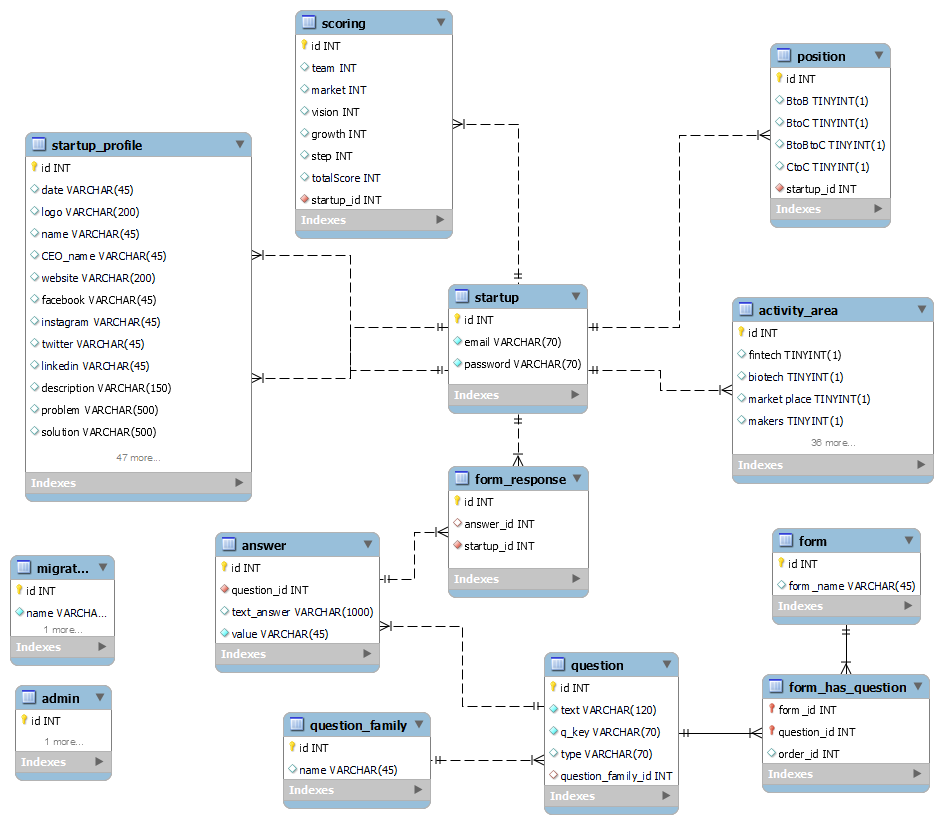 scoring
id INT
team INT
market INT
vision INT
growth INT
step INT
totalScore INT
startup_id INT
Indexes
position
id INT
BtoB TINYINT(1)
BtoC TINYINT(1)
BtoBtoC TINYINT(1)
CtoC TINYINT(1)
startup_id INT
Indexes
startup_profile
id INT
date VARCHAR(45)
logo VARCHAR(200)
name VARCHAR(45)
CEO_name VARCHAR(45)
website VARCHAR(200)
facebook VARCHAR(45)
instagram VARCHAR(45)
twitter VARCHAR(45)
linkedin VARCHAR(45)
description VARCHAR(150)
problem VARCHAR(500)
solution VARCHAR(500)
47 more...
Indexes
startup
id INT
email VARCHAR(70)
password VARCHAR(70)
Indexes
activity_area
id INT
fintech TINYINT(1)
biotech TINYINT(1)
market place TINYINT(1)
makers TINYINT(1)
36 more...
Indexes
form_response
id INT
answer_id INT
startup_id INT
Indexes
answer
id INT
question_id INT
text_answer VARCHAR(1000)
value VARCHAR(45)
Indexes
form
id INT
form_name VARCHAR(45)
Indexes
migrat...
id INT
name VARCHA...
1 more...
Indexes
admin
id INT
1 more...
Indexes
question_family
id INT
name VARCHAR(45)
Indexes
question
id INT
text VARCHAR(120)
q_key VARCHAR(70)
type VARCHAR(70)
question_family_id INT
Indexes
form_has_question
form_id INT
question_id INT
order_id INT
Indexes